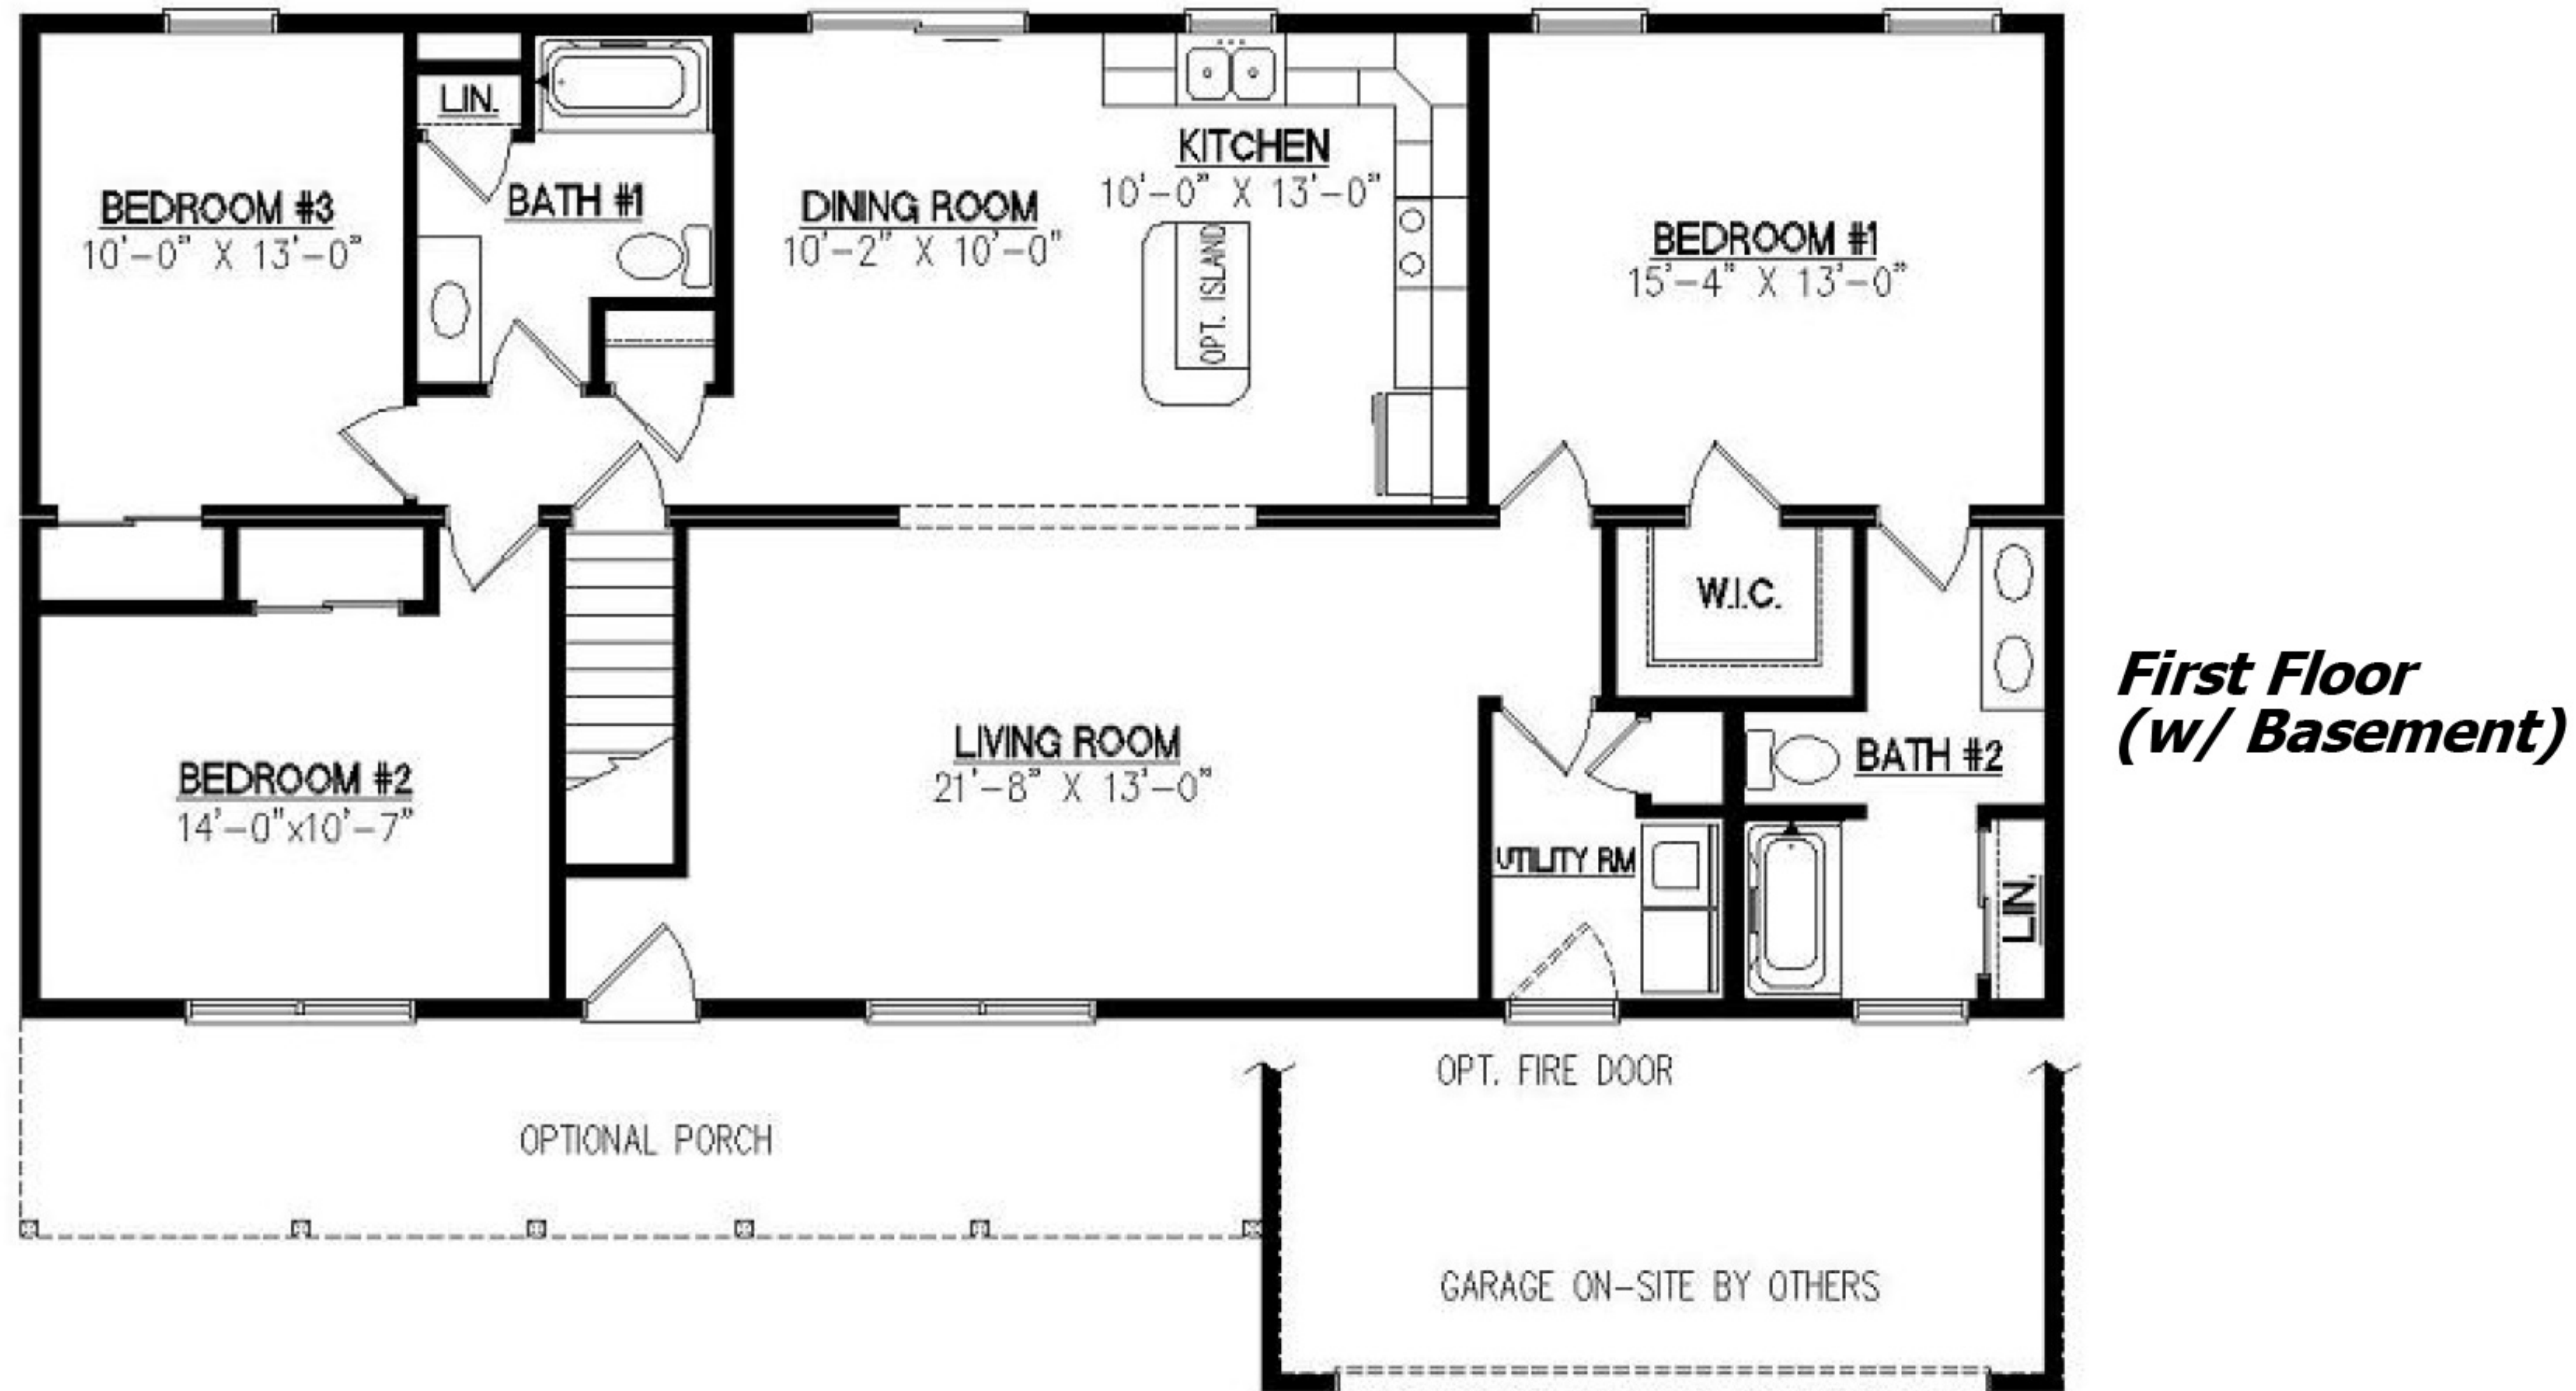 LIN.
BEDROOM #3
10'-0" X 13'-0"
BATH #1
DINING ROOM
10'-2" X 10'-0"
KITCHEN
10'-0" X 13'-0"
OPT. ISLAND
BEDROOM #1
15'-4" X 13'-0"
W.I.C.
First Floor
(w/ Basement)
BEDROOM #2
14'-0"x10'-7"
LIVING ROOM
21'-8" X 13'-0"
BATH #2
UTILITY RM
LIN.
OPT. FIRE DOOR
OPTIONAL PORCH
GARAGE ON-SITE BY OTHERS